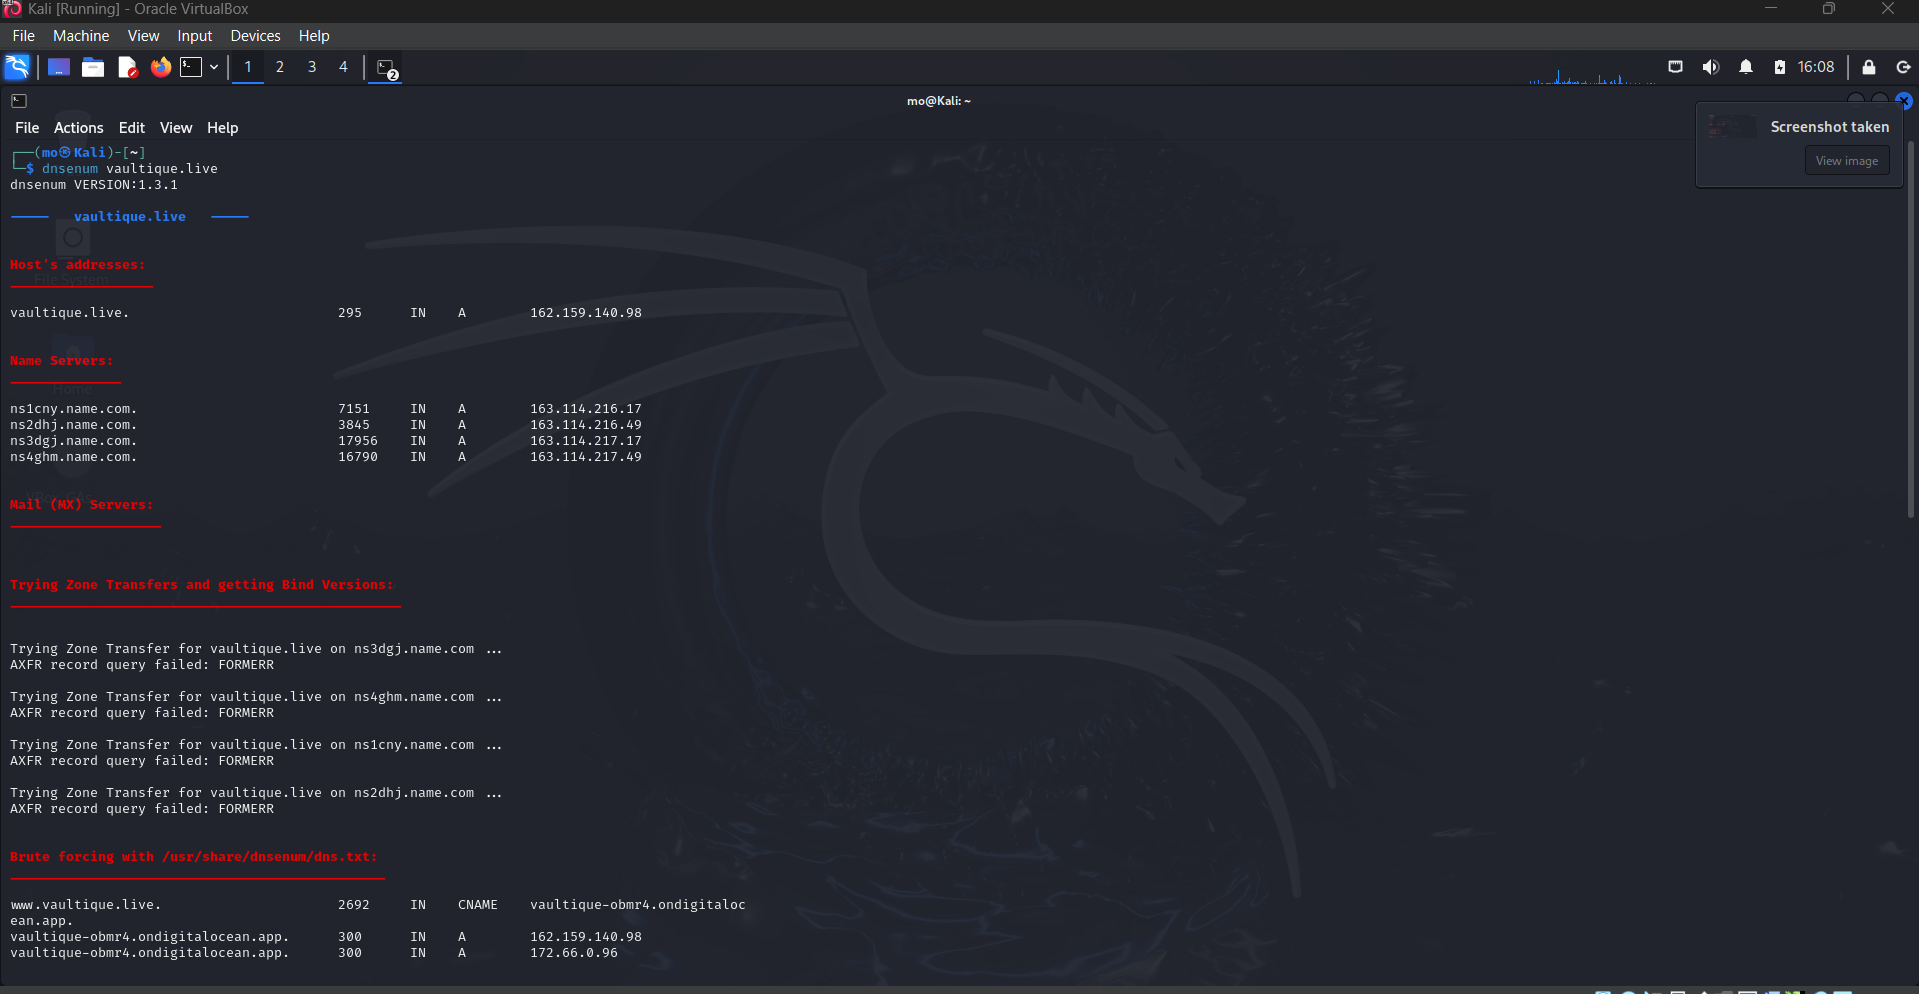 Kali [Running] - Oracle VirtualBox
File Machine View Input Devices Help
1 2 3 4 2 16:08
mo@Kali: ~
File Actions Edit View Help
Screenshot taken
View image
┌──(mo㉿Kali)-[~]
└─$ dnsenum vaultique.live
dnsenum VERSION:1.3.1
----- vaultique.live -----
Host's addresses:
File System
vaultique.live. 295 IN A 162.159.140.98
Name Servers:
Home
ns1cny.name.com. 7151 IN A 163.114.216.17
ns2dhj.name.com. 3845 IN A 163.114.216.49
ns3dgj.name.com. 17956 IN A 163.114.217.17
ns4ghm.name.com. 16790 IN A 163.114.217.49
Mail (MX) Servers:
Trying Zone Transfers and getting Bind Versions:
Trying Zone Transfer for vaultique.live on ns3dgj.name.com ...
AXFR record query failed: FORMERR
Trying Zone Transfer for vaultique.live on ns4ghm.name.com ...
AXFR record query failed: FORMERR
Trying Zone Transfer for vaultique.live on ns1cny.name.com ...
AXFR record query failed: FORMERR
Trying Zone Transfer for vaultique.live on ns2dhj.name.com ...
AXFR record query failed: FORMERR
Brute forcing with /usr/share/dnsenum/dns.txt:
www.vaultique.live. 2692 IN CNAME vaultique-obmr4.ondigitaloc
ean.app.
vaultique-obmr4.ondigitalocean.app. 300 IN A 162.159.140.98
vaultique-obmr4.ondigitalocean.app. 300 IN A 172.66.0.96